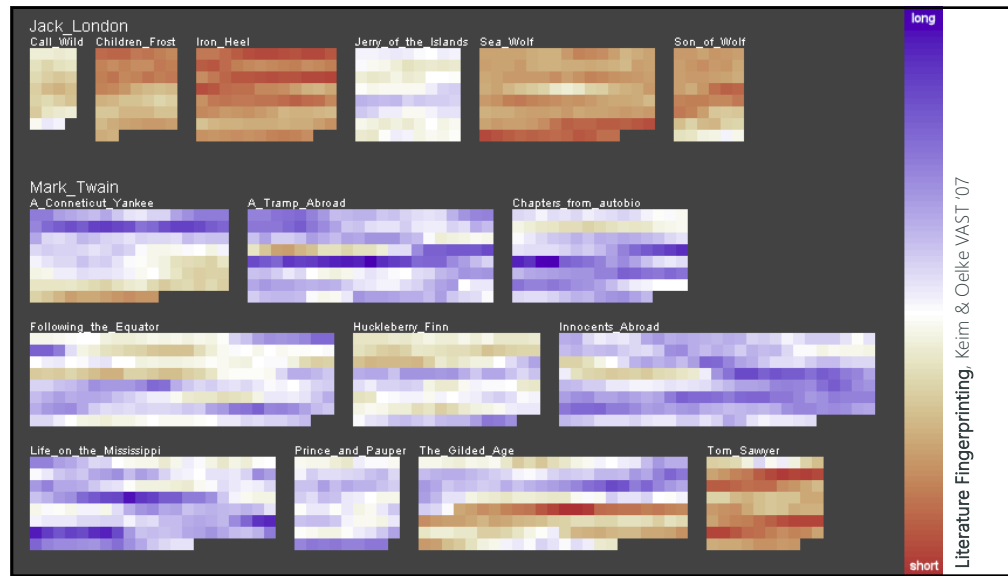 Jack_London
Call_Wild Children_Frost Iron_Heel Jerry_of_the_Islands Sea_Wolf Son_of_Wolf
Mark_Twain
A_Conneticut_Yankee A_Tramp_Abroad Chapters_from_autobio
Following_the_Equator Huckleberry_Finn Innocents_Abroad
Life_on_the_Mississippi Prince_and_Pauper The_Gilded_Age Tom_Sawyer
long
short
Literature Fingerprinting, Keim & Oelke VAST '07